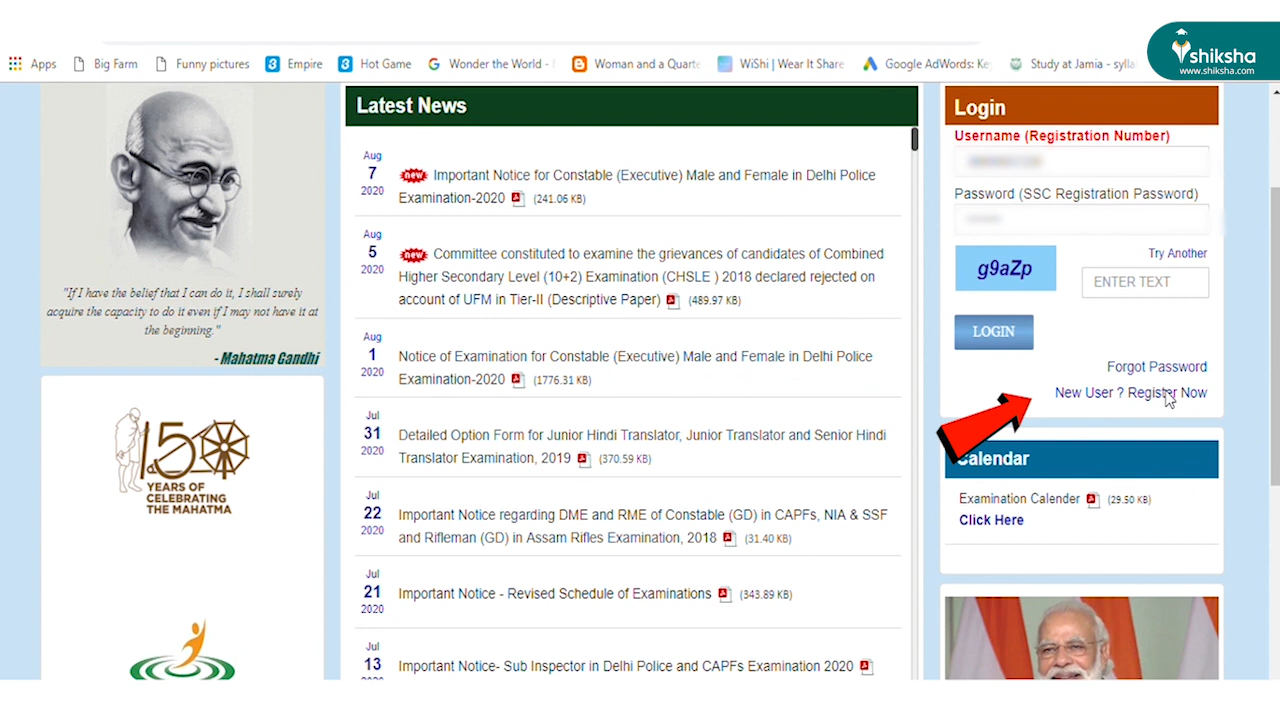 Apps
Big Farm
Funny pictures
Empire
Hot Game
Wonder the World -
Woman and a Quarte
WiShi | Wear It Share
Google AdWords: Ke
Study at Jamia - sylla
shiksha
www.shiksha.com
"If I have the belief that I can do it, I shall surely
acquire the capacity to do it even if I may not have it at
the beginning."
- Mahatma Gandhi
150
YEARS OF
CELEBRATING
THE MAHATMA
Latest News
Aug
7
2020
new Important Notice for Constable (Executive) Male and Female in Delhi Police
Examination-2020 (241.06 KB)
Aug
5
2020
new Committee constituted to examine the grievances of candidates of Combined
Higher Secondary Level (10+2) Examination (CHSLE ) 2018 declared rejected on
account of UFM in Tier-II (Descriptive Paper) (489.97 KB)
Aug
1
2020
Notice of Examination for Constable (Executive) Male and Female in Delhi Police
Examination-2020 (1776.31 KB)
Jul
31
2020
Detailed Option Form for Junior Hindi Translator, Junior Translator and Senior Hindi
Translator Examination, 2019 (370.59 KB)
Jul
22
2020
Important Notice regarding DME and RME of Constable (GD) in CAPFs, NIA & SSF
and Rifleman (GD) in Assam Rifles Examination, 2018 (31.40 KB)
Jul
21
2020
Important Notice - Revised Schedule of Examinations (343.89 KB)
Jul
13
Important Notice- Sub Inspector in Delhi Police and CAPFs Examination 2020
Login
Username (Registration Number)
Password (SSC Registration Password)
g9aZp
Try Another
ENTER TEXT
LOGIN
Forgot Password
New User ? Register Now
Calendar
Examination Calender (29.50 KB)
Click Here